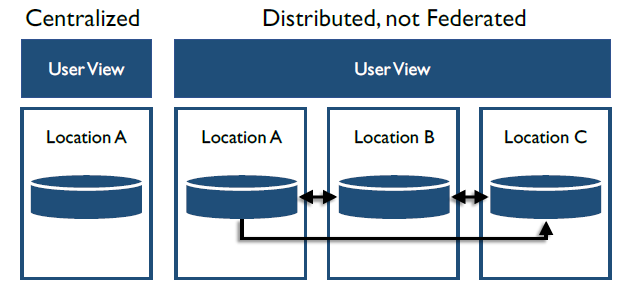 Centralized
Distributed, not Federated
User View
User View
Location A
Location A
Location B
Location C